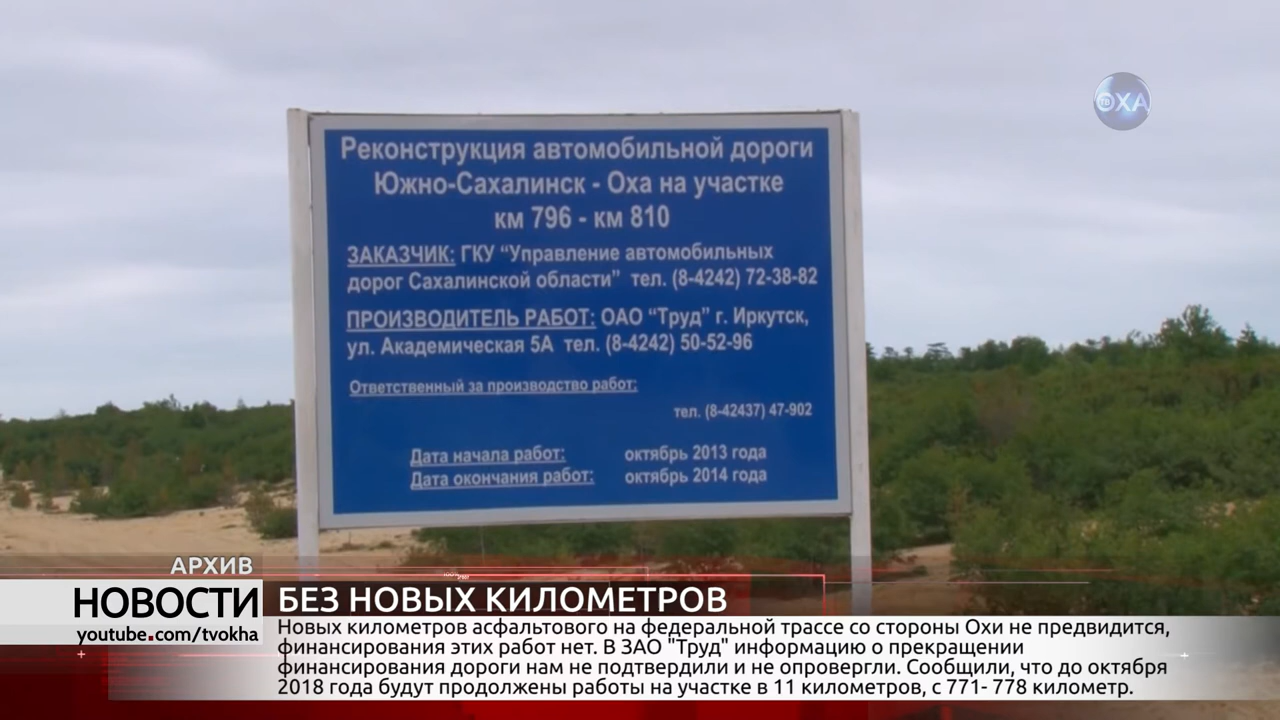 ТВ ОХА
Реконструкция автомобильной дороги
Южно-Сахалинск - Оха на участке
км 796 - км 810
ЗАКАЗЧИК: ГКУ “Управление автомобильных
дорог Сахалинской области” тел. (8-4242) 72-38-82
ПРОИЗВОДИТЕЛЬ РАБОТ: ОАО “Труд” г. Иркутск,
ул. Академическая 5А тел. (8-4242) 50-52-96
Ответственный за производство работ:
тел. (8-42437) 47-902
Дата начала работ: октябрь 2013 года
Дата окончания работ: октябрь 2014 года
АРХИВ
НОВОСТИ
youtube.com/tvokha
БЕЗ НОВЫХ КИЛОМЕТРОВ
Новых километров асфальтового на федеральной трассе со стороны Охи не предвидится,
финансирования этих работ нет. В ЗАО "Труд" информацию о прекращении
финансирования дороги нам не подтвердили и не опровергли. Сообщили, что до октября
2018 года будут продолжены работы на участке в 11 километров, с 771- 778 километр.